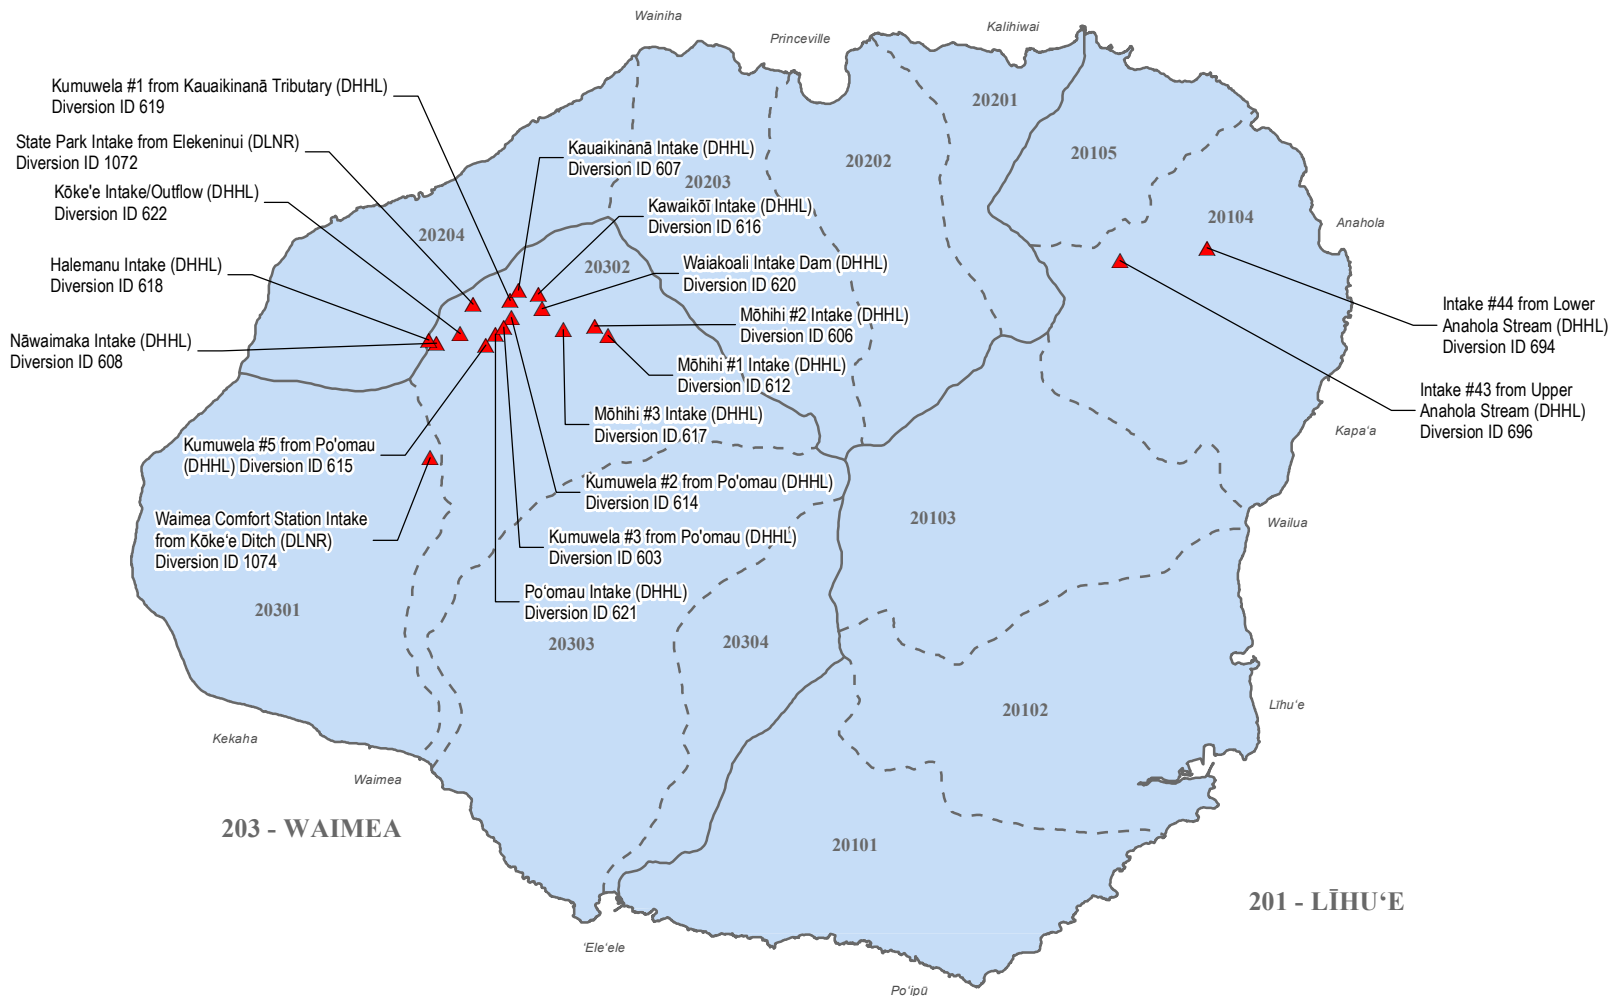 Wainiha
Princeville
Kalihiwai
Kumuwela #1 from Kauaikinanā Tributary (DHHL)
Diversion ID 619
State Park Intake from Elekeninui (DLNR)
Diversion ID 1072
Kōke'e Intake/Outflow (DHHL)
Diversion ID 622
Halemanu Intake (DHHL)
Diversion ID 618
Nāwaimaka Intake (DHHL)
Diversion ID 608
Kauaikinanā Intake (DHHL)
Diversion ID 607
Kawaikōī Intake (DHHL)
Diversion ID 616
Waiakoali Intake Dam (DHHL)
Diversion ID 620
Mōhihi #2 Intake (DHHL)
Diversion ID 606
Mōhihi #1 Intake (DHHL)
Diversion ID 612
Mōhihi #3 Intake (DHHL)
Diversion ID 617
Kumuwela #5 from Po'omau
(DHHL) Diversion ID 615
Kumuwela #2 from Po'omau (DHHL)
Diversion ID 614
Waimea Comfort Station Intake
from Kōke‘e Ditch (DLNR)
Diversion ID 1074
Kumuwela #3 from Po'omau (DHHL)
Diversion ID 603
Po‘omau Intake (DHHL)
Diversion ID 621
Intake #44 from Lower
Anahola Stream (DHHL)
Diversion ID 694
Intake #43 from Upper
Anahola Stream (DHHL)
Diversion ID 696
20201
20105
20202
20203
20104
20204
20302
20103
20301
20303
20304
20102
20101
Anahola
Kapa‘a
Wailua
Līhu‘e
Kekaha
Waimea
‘Ele‘ele
Po‘ipū
203 - WAIMEA
201 - LĪHU‘E